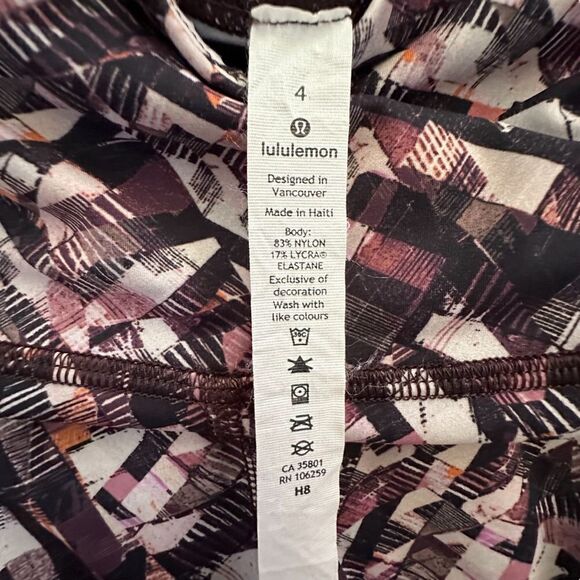 4
lululemon
Designed in
Vancouver
Made in Haiti
Body:
83% NYLON
17% LYCRA®
ELASTANE
Exclusive of
decoration
Wash with
like colours
30C
CA 35801
RN 106259
H8